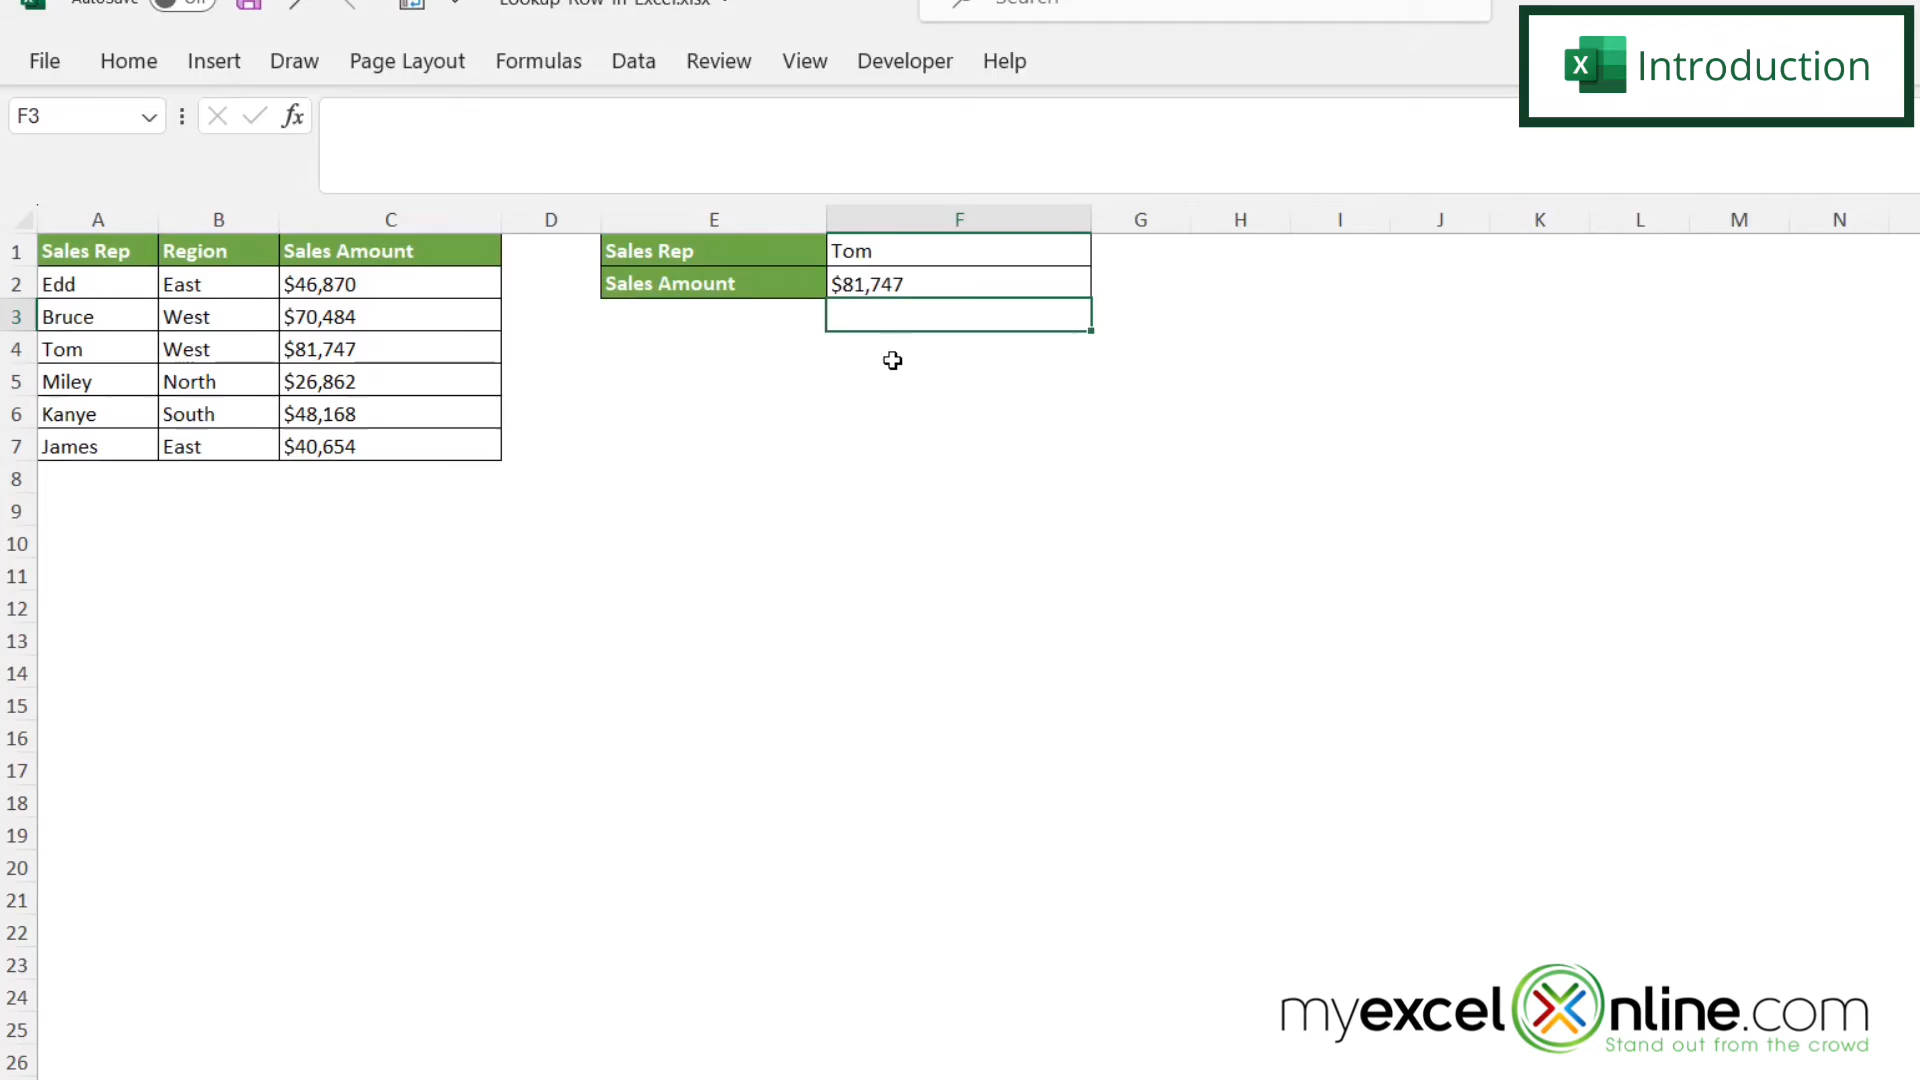 AutoSave Off Lookup Row in Excel.xlsx Search
File Home Insert Draw Page Layout Formulas Data Review View Developer Help
X Introduction
F3 fx
A B C D E F G H I J K L M N
1 Sales Rep Region Sales Amount Sales Rep Tom
2 Edd East $46,870 Sales Amount $81,747
3 Bruce West $70,484
4 Tom West $81,747
5 Miley North $26,862
6 Kanye South $48,168
7 James East $40,654
8
9
10
11
12
13
14
15
16
17
18
19
20
21
22
23
24
25
26
myexcelOnline.com
Stand out from the crowd